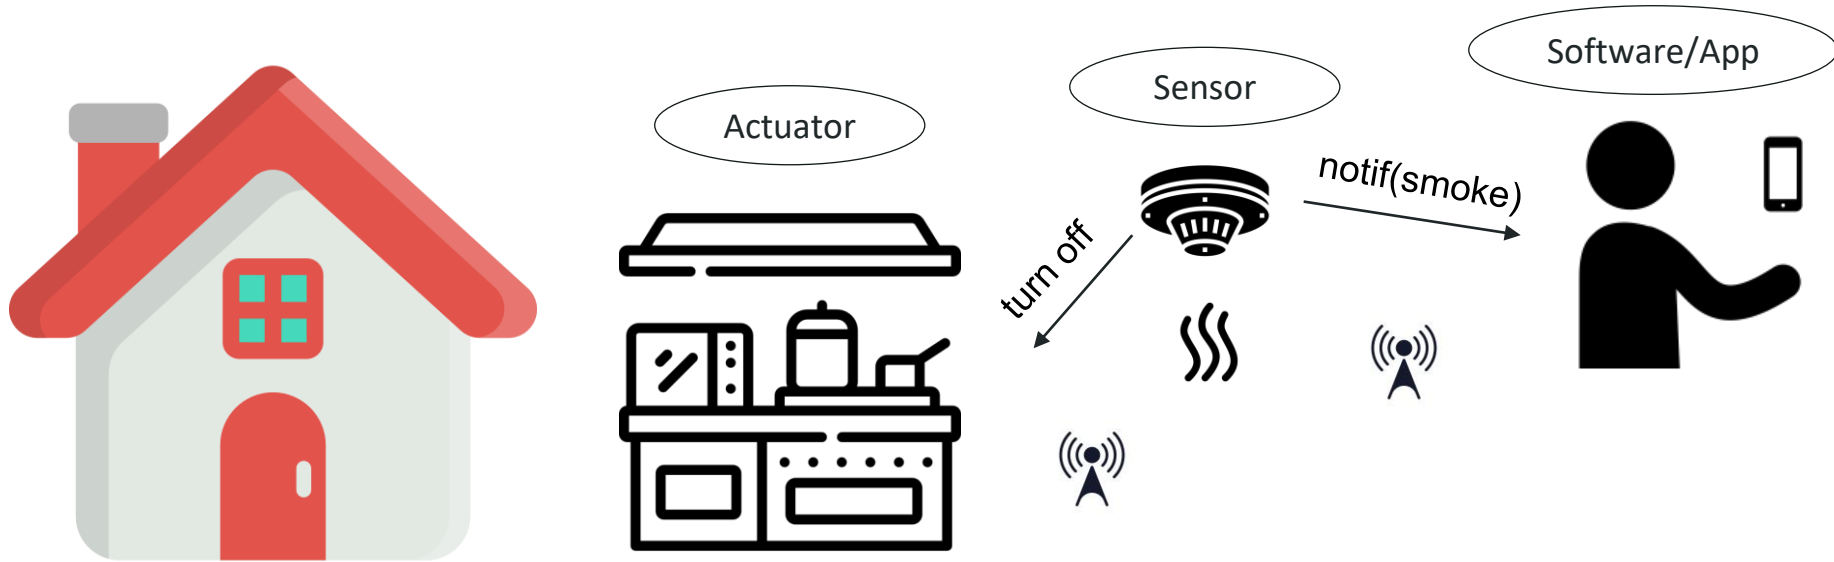 Software/App
Sensor
Actuator
notif(smoke)
turn off